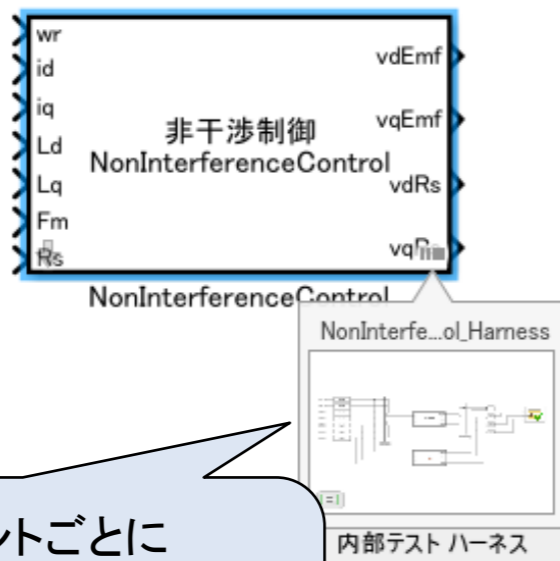 wr
id
iq
Ld
Lq
Fm
Rs
非干渉制御
NonInterferenceControl
vdEmf
vqEmf
vdRs
NonInterferenceControl
NonInterfe...ol_Harness
内部テスト ハーネス
ントごとに